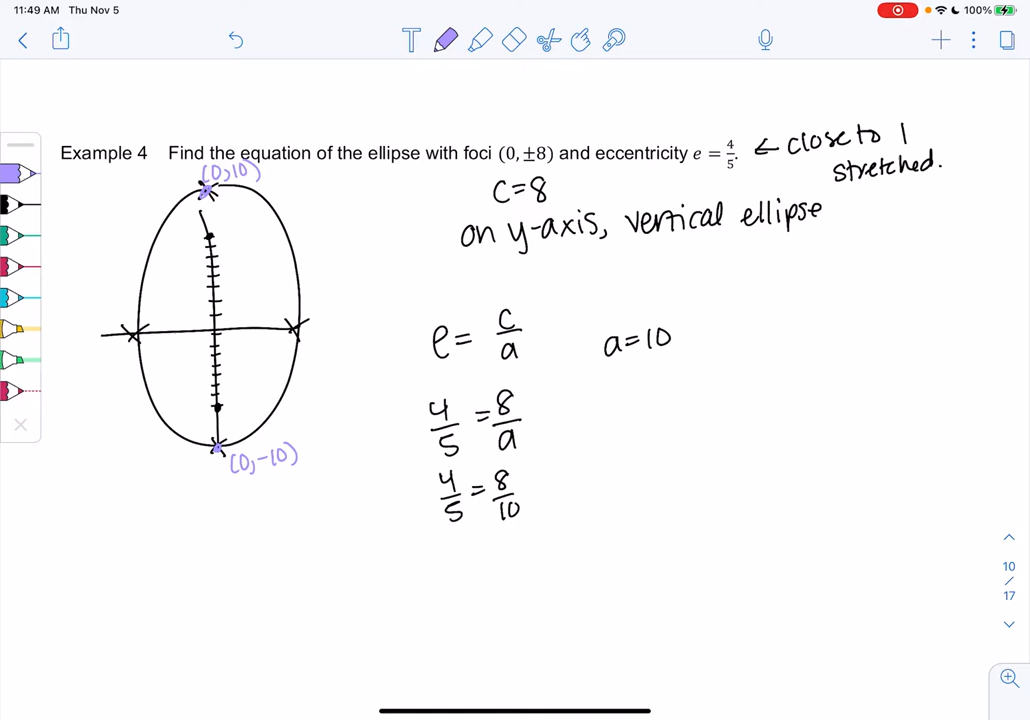 11:49 AM Thu Nov 5
100%
T
Example 4 Find the equation of the ellipse with foci (0, ±8) and eccentricity e = 4/5. ← close to 1
stretched.
(0,10)
c=8
on y-axis, vertical ellipse
e = c/a
a=10
4/5 = 8/a
(0,-10)
4/5 = 8/10
10
/
17